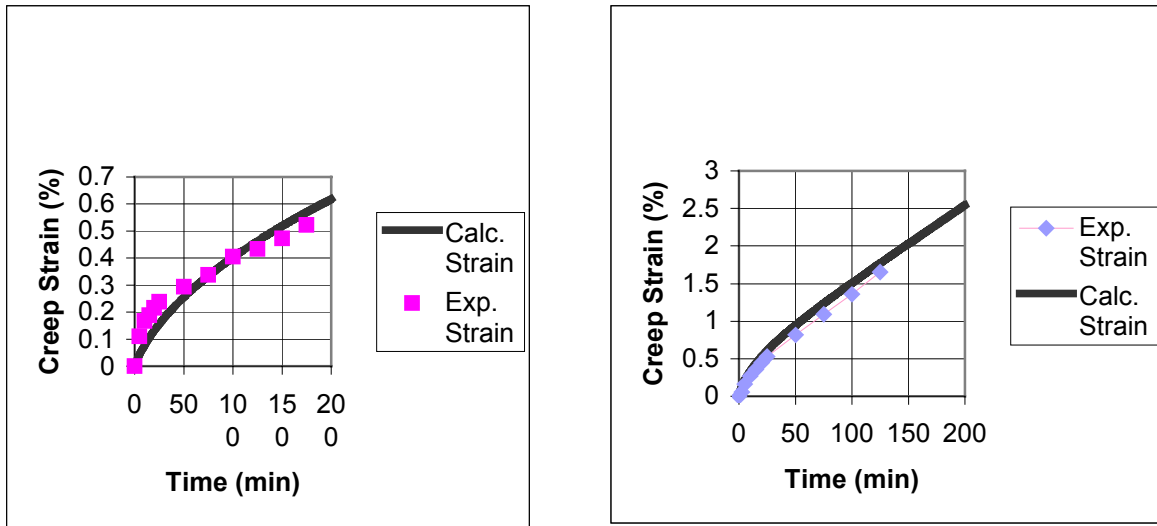 Creep Strain (%)
0.7
0.6
0.5
0.4
0.3
0.2
0.1
0
0 50 10 15 20
0 0 0
Time (min)
Calc.
Strain
Exp.
Strain
Creep Strain (%)
3
2.5
2
1.5
1
0.5
0
0 50 100 150 200
Time (min)
Exp.
Strain
Calc.
Strain